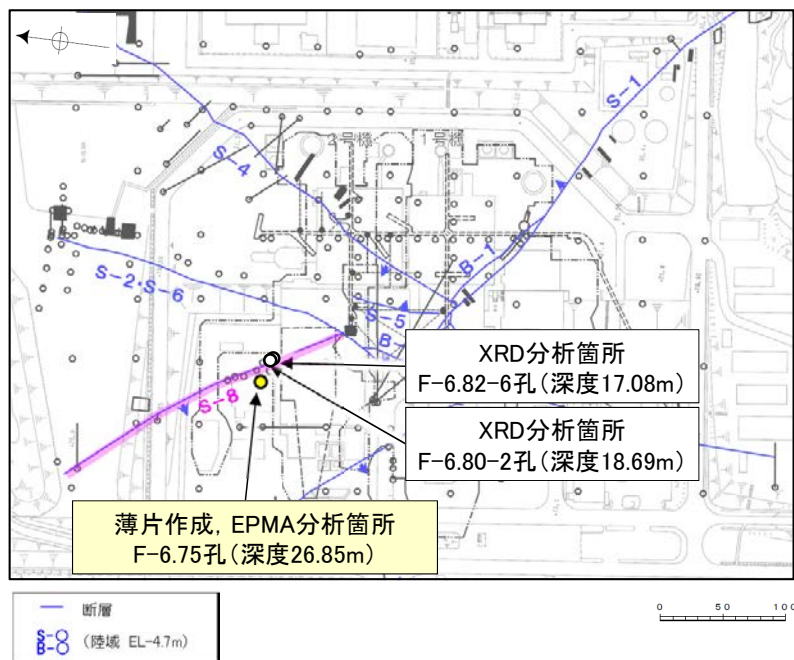 S-1
2号機
1号機
S-4
B-1
S-2・S-6
S-5
B-
XRD分析箇所
F-6.82-6孔(深度17.08m)
S-8
XRD分析箇所
F-6.80-2孔(深度18.69m)
薄片作成, EPMA分析箇所
F-6.75孔(深度26.85m)
断層
S-○
B-○
(陸域 EL-4.7m)
0 50 100